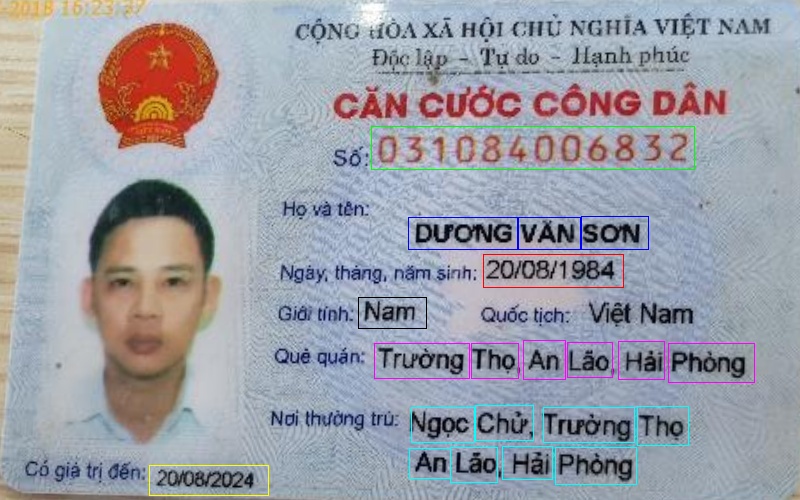 -2018 16:23:27
CỘNG HÒA XÃ HỘI CHỦ NGHĨA VIỆT NAM
Độc lập - Tự do - Hạnh phúc
CĂN CƯỚC CÔNG DÂN
Số: 031084006832
Họ và tên:
DƯƠNG VĂN SƠN
Ngày, tháng, năm sinh: 20/08/1984
Giới tính: Nam Quốc tịch: Việt Nam
Quê quán: Trường Thọ, An Lão, Hải Phòng
Nơi thường trú: Ngọc Chử, Trường Thọ
An Lão, Hải Phòng
Có giá trị đến: 20/08/2024